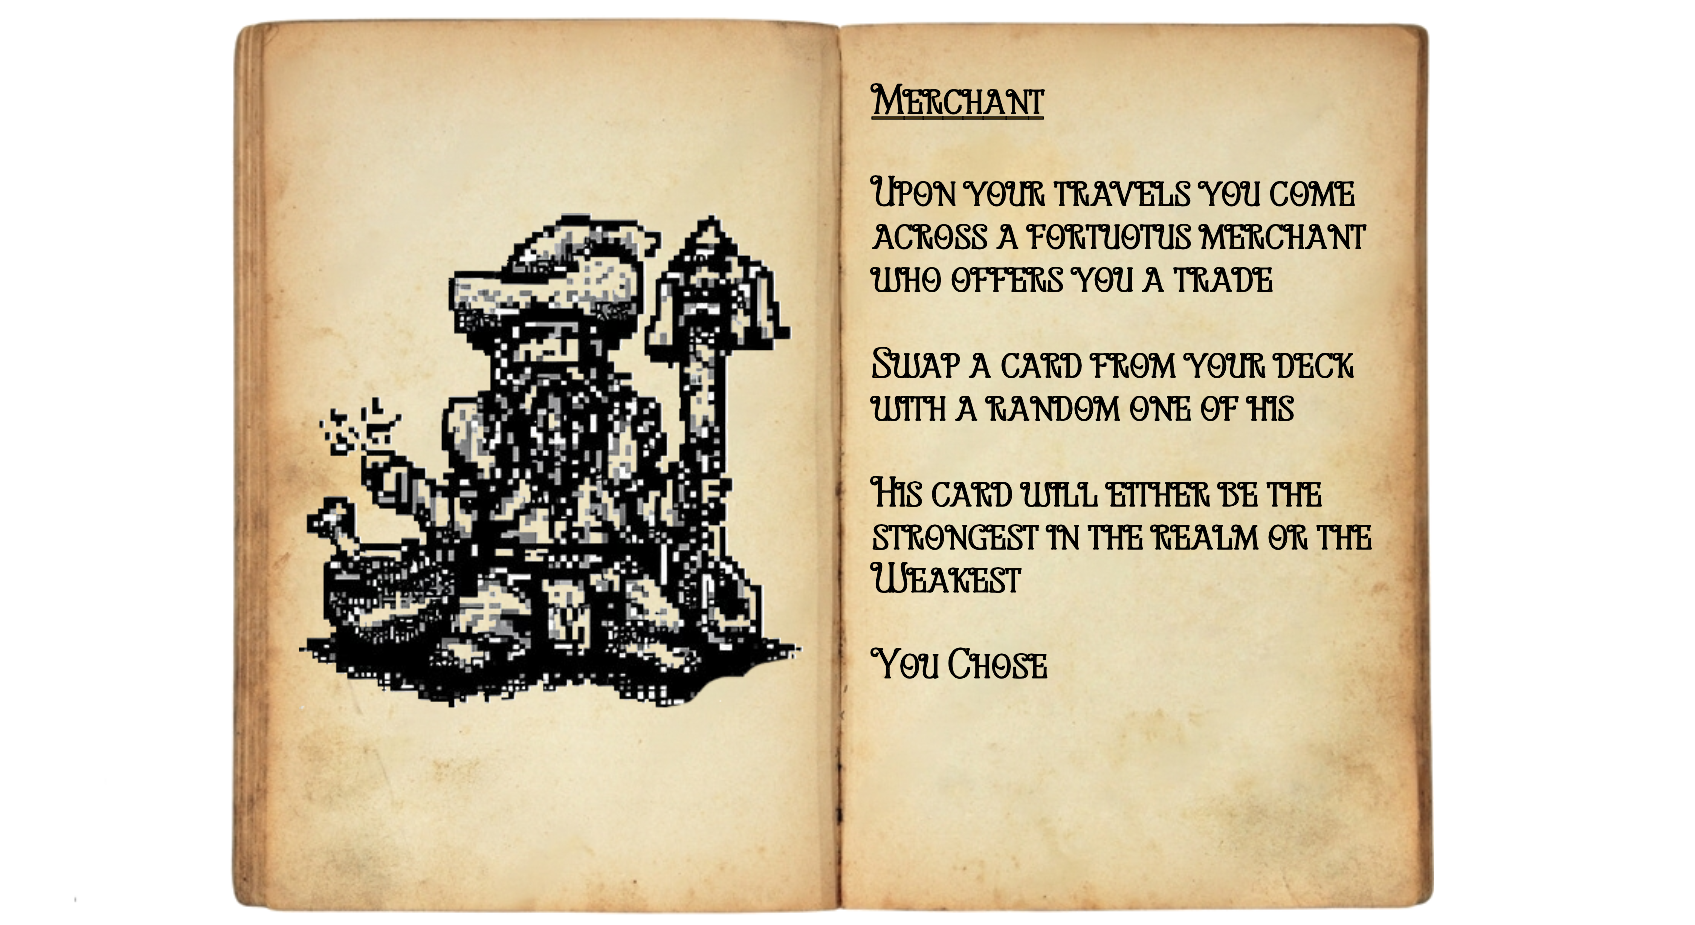 Merchant
Upon your travels you come
across a fortuotus merchant
who offers you a trade
Swap a card from your deck
with a random one of his
His card will either be the
strongest in the realm or the
Weakest
You Chose